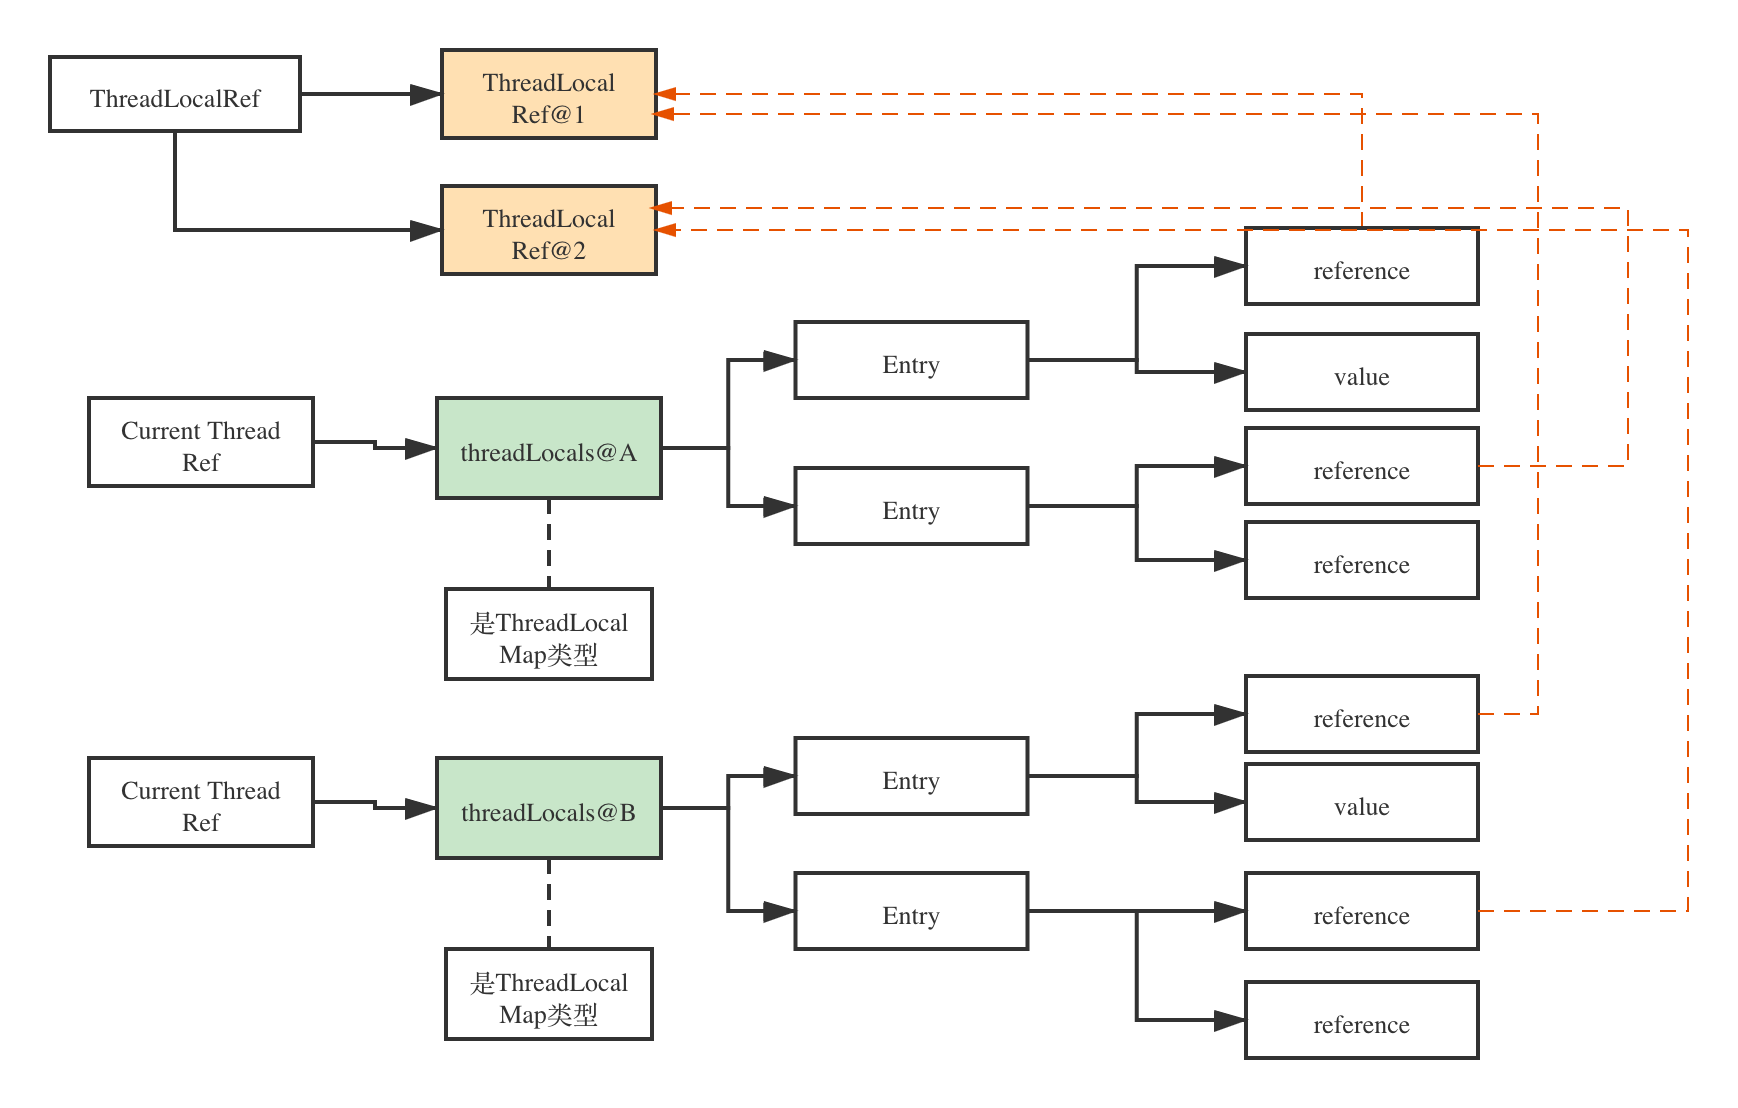 ThreadLocalRef
ThreadLocal
Ref@1
ThreadLocal
Ref@2
reference
Entry
value
Current Thread
Ref
threadLocals@A
reference
Entry
reference
是ThreadLocal
Map类型
reference
Entry
value
Current Thread
Ref
threadLocals@B
reference
Entry
是ThreadLocal
Map类型
reference